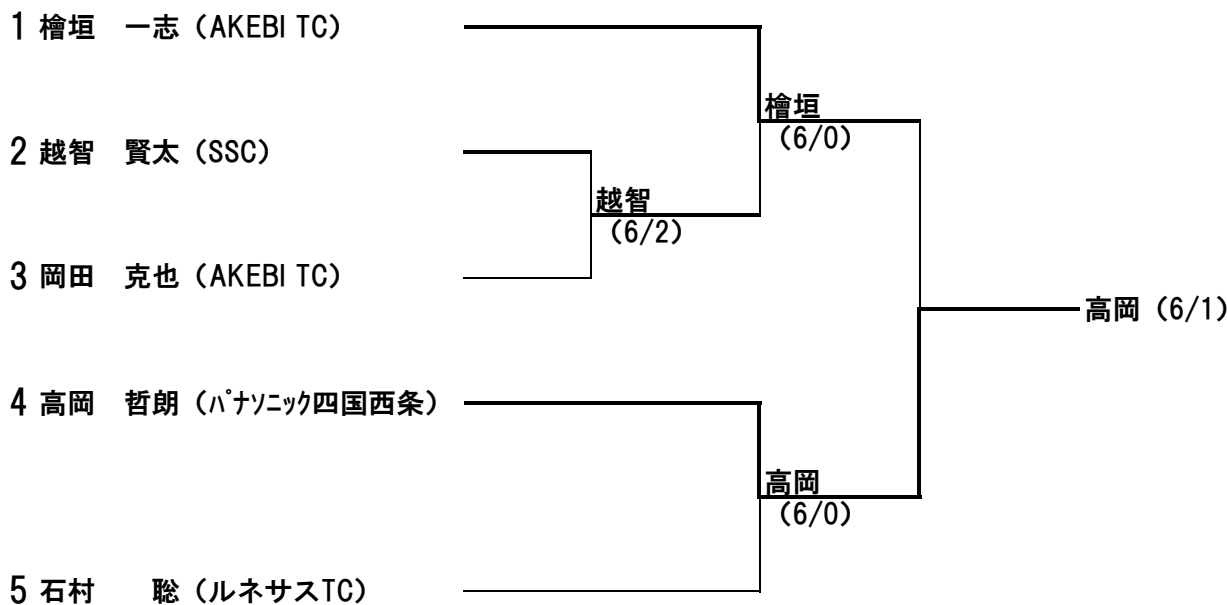 1 檜垣　一志（AKEBI TC）
檜垣
（6/0）
2 越智　賢太（SSC）
越智
（6/2）
3 岡田　克也（AKEBI TC）
高岡（6/1）
4 高岡　哲朗（ﾊﾟﾅｿﾆｯｸ四国西条）
高岡
（6/0）
5 石村　　聡（ルネサスTC）